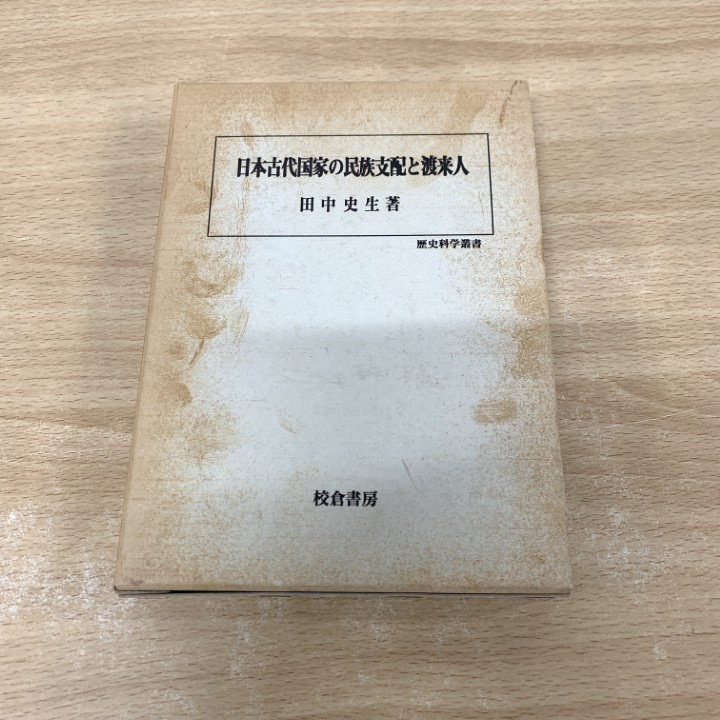 日本古代国家の民族支配と渡来人
田中史生著
歴史科学叢書
校倉書房